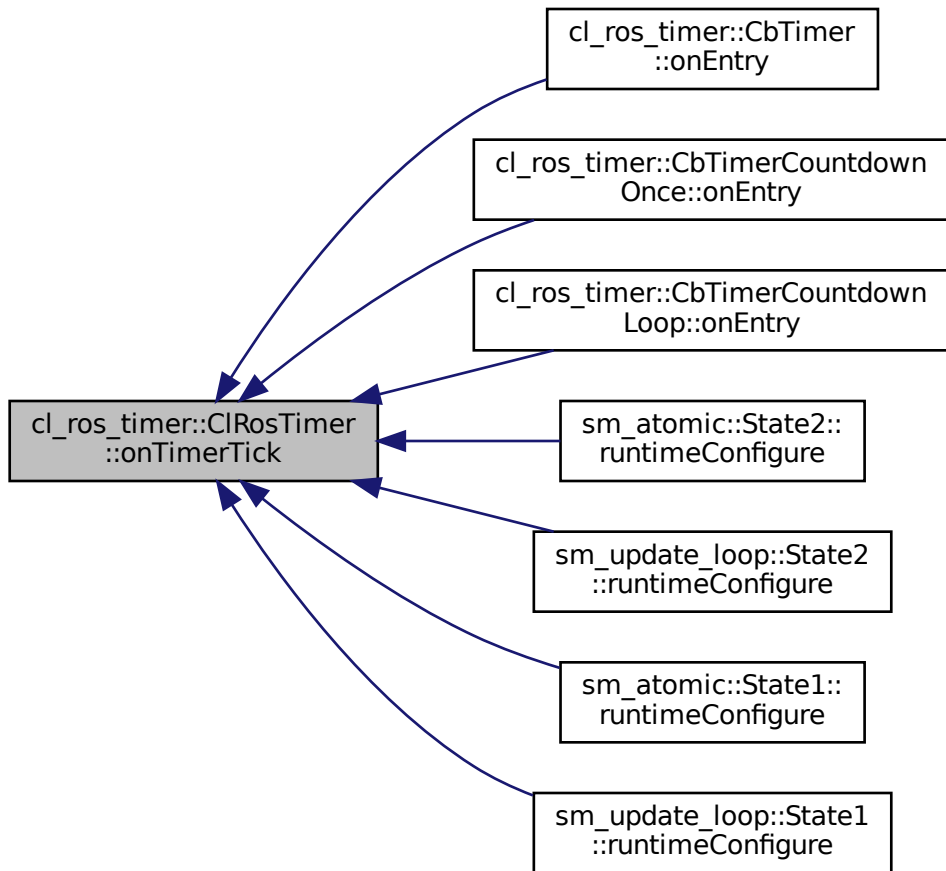 cl_ros_timer::CbTimer
::onEntry
cl_ros_timer::CbTimerCountdown
Once::onEntry
cl_ros_timer::CbTimerCountdown
Loop::onEntry
cl_ros_timer::ClRosTimer
::onTimerTick
sm_atomic::State2::
runtimeConfigure
sm_update_loop::State2
::runtimeConfigure
sm_atomic::State1::
runtimeConfigure
sm_update_loop::State1
::runtimeConfigure